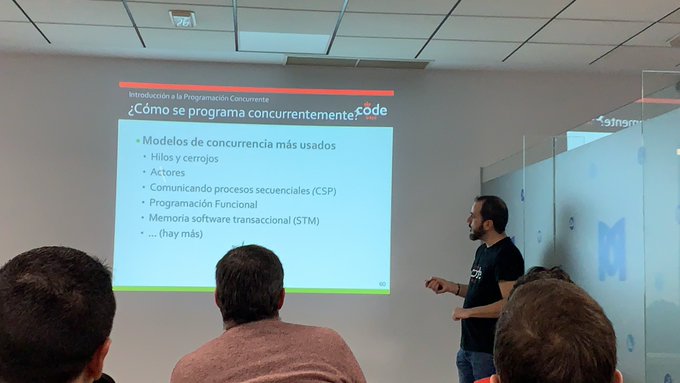 26
Introducción a la Programación Concurrente
¿Cómo se programa concurrentemente?
code
Modelos de concurrencia más usados
Hilos y cerrojos
Actores
Comunicando procesos secuenciales (CSP)
Programación Funcional
Memoria software transaccional (STM)
... (hay más)
60